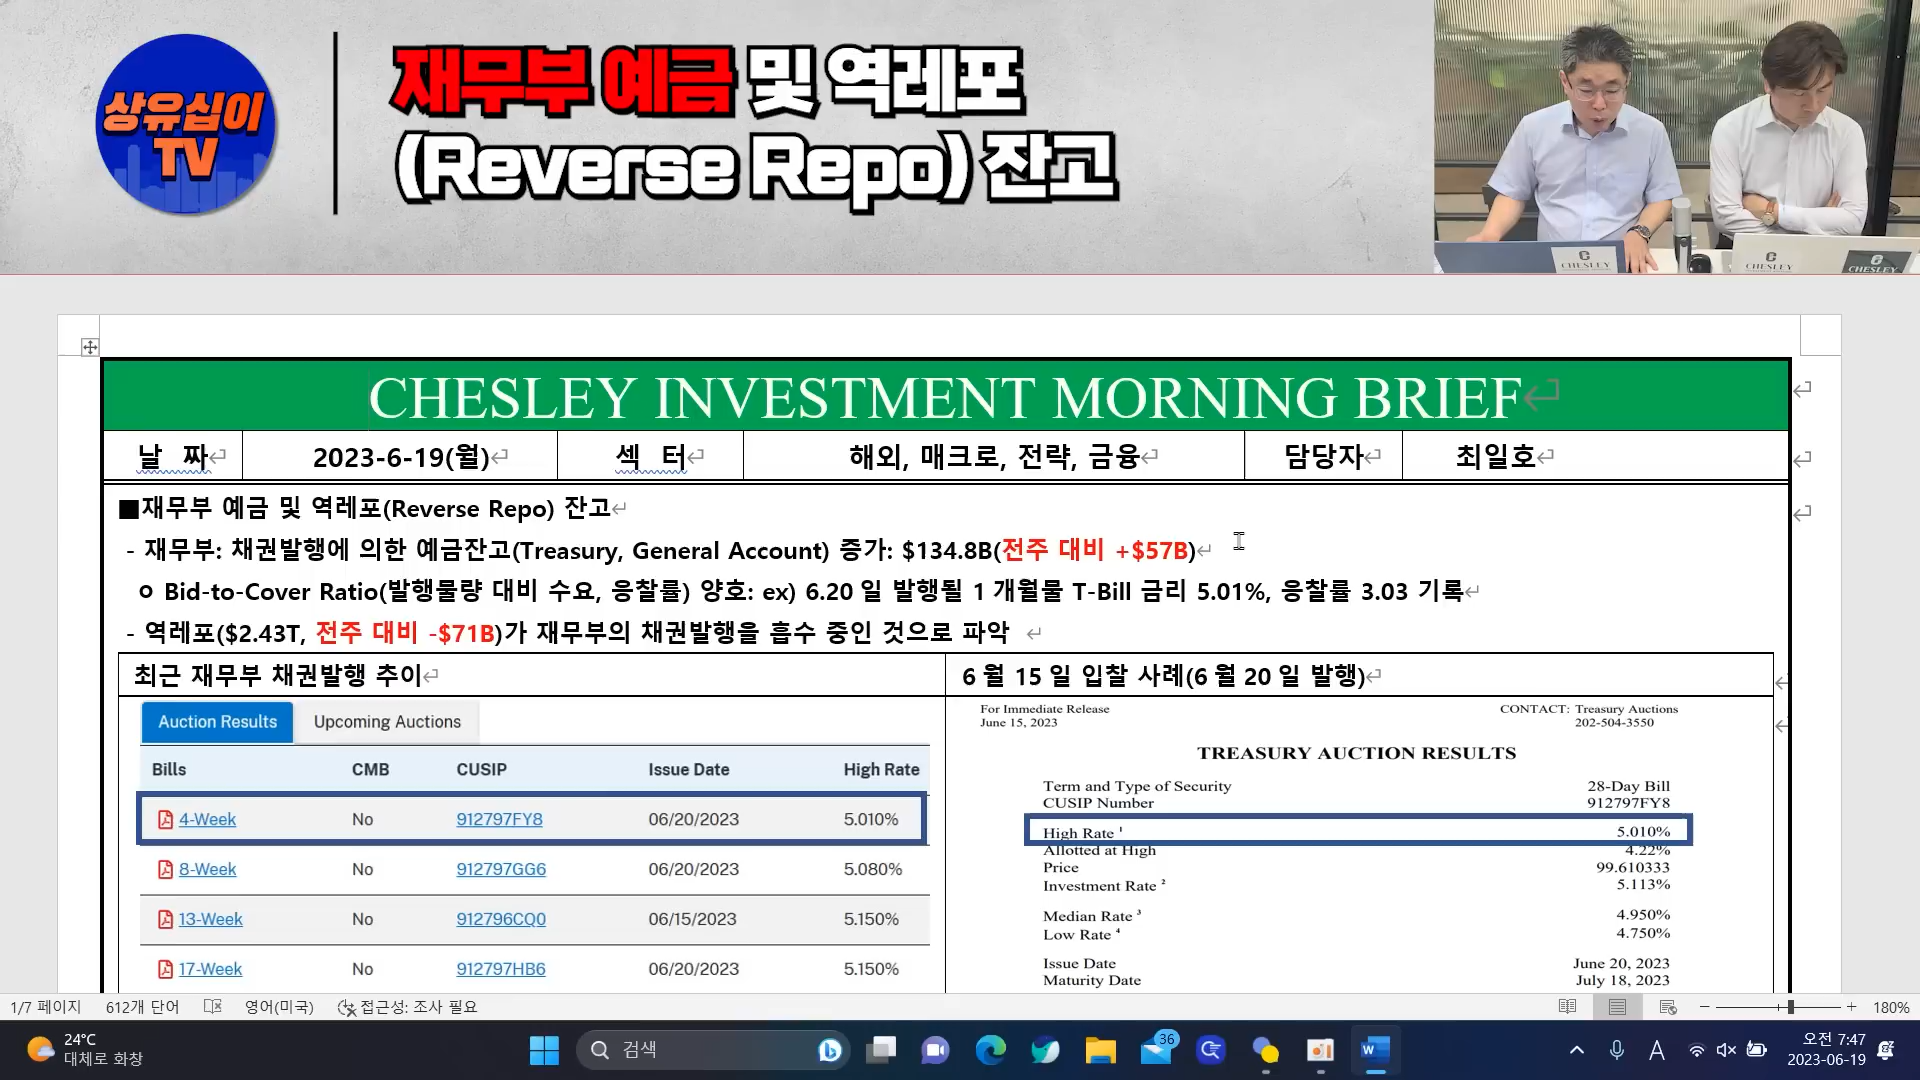 상유십이
TV
재무부 예금 및 역레포
(Reverse Repo) 잔고
CHESLEY
CHESLEY
CHESLEY
CHESLEY INVESTMENT MORNING BRIEF
날 짜 2023-6-19(월) 섹 터 해외, 매크로, 전략, 금융 담당자 최일호
■재무부 예금 및 역레포(Reverse Repo) 잔고
- 재무부: 채권발행에 의한 예금잔고(Treasury, General Account) 증가: $134.8B(전주 대비 +$57B)
o Bid-to-Cover Ratio(발행물량 대비 수요, 응찰률) 양호: ex) 6.20 일 발행될 1 개월물 T-Bill 금리 5.01%, 응찰률 3.03 기록
- 역레포($2.43T, 전주 대비 -$71B)가 재무부의 채권발행을 흡수 중인 것으로 파악
최근 재무부 채권발행 추이
Auction Results Upcoming Auctions
Bills CMB CUSIP Issue Date High Rate
4-Week No 912797FY8 06/20/2023 5.010%
8-Week No 912797GG6 06/20/2023 5.080%
13-Week No 912796CQ0 06/15/2023 5.150%
17-Week No 912797HB6 06/20/2023 5.150%
6 월 15 일 입찰 사례(6 월 20 일 발행)
For Immediate Release CONTACT: Treasury Auctions
June 15, 2023 202-504-3550
TREASURY AUCTION RESULTS
Term and Type of Security 28-Day Bill
CUSIP Number 912797FY8
High Rate ¹ 5.010%
Allotted at High 4.22%
Price 99.610333
Investment Rate ² 5.113%
Median Rate ³ 4.950%
Low Rate ⁴ 4.750%
Issue Date June 20, 2023
Maturity Date July 18, 2023
1/7 페이지 612개 단어 영어(미국) 접근성: 조사 필요 180%
24°C
대체로 화창
검색
36
A
오전 7:47
2023-06-19